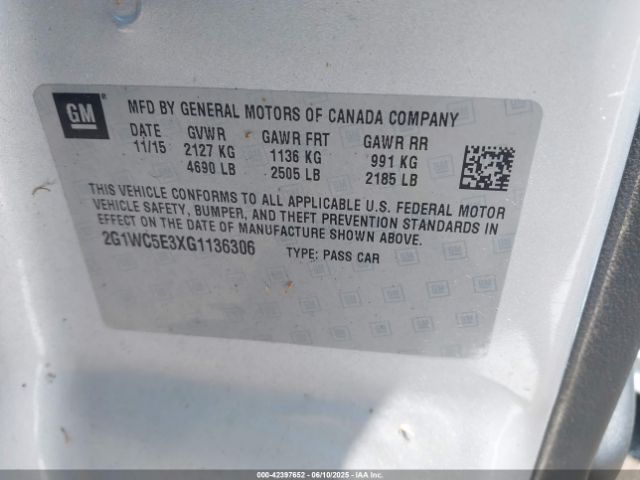 GM
MFD BY GENERAL MOTORS OF CANADA COMPANY
DATE GVWR GAWR FRT GAWR RR
11/15 2127 KG 1136 KG 991 KG
4690 LB 2505 LB 2185 LB
THIS VEHICLE CONFORMS TO ALL APPLICABLE U.S. FEDERAL MOTOR
VEHICLE SAFETY, BUMPER, AND THEFT PREVENTION STANDARDS IN
EFFECT ON THE DATE OF MANUFACTURE SHOWN ABOVE.
2G1WC5E3XG1136306 TYPE: PASS CAR
000-42397652 / 06/10/2025 / IAAI.COM